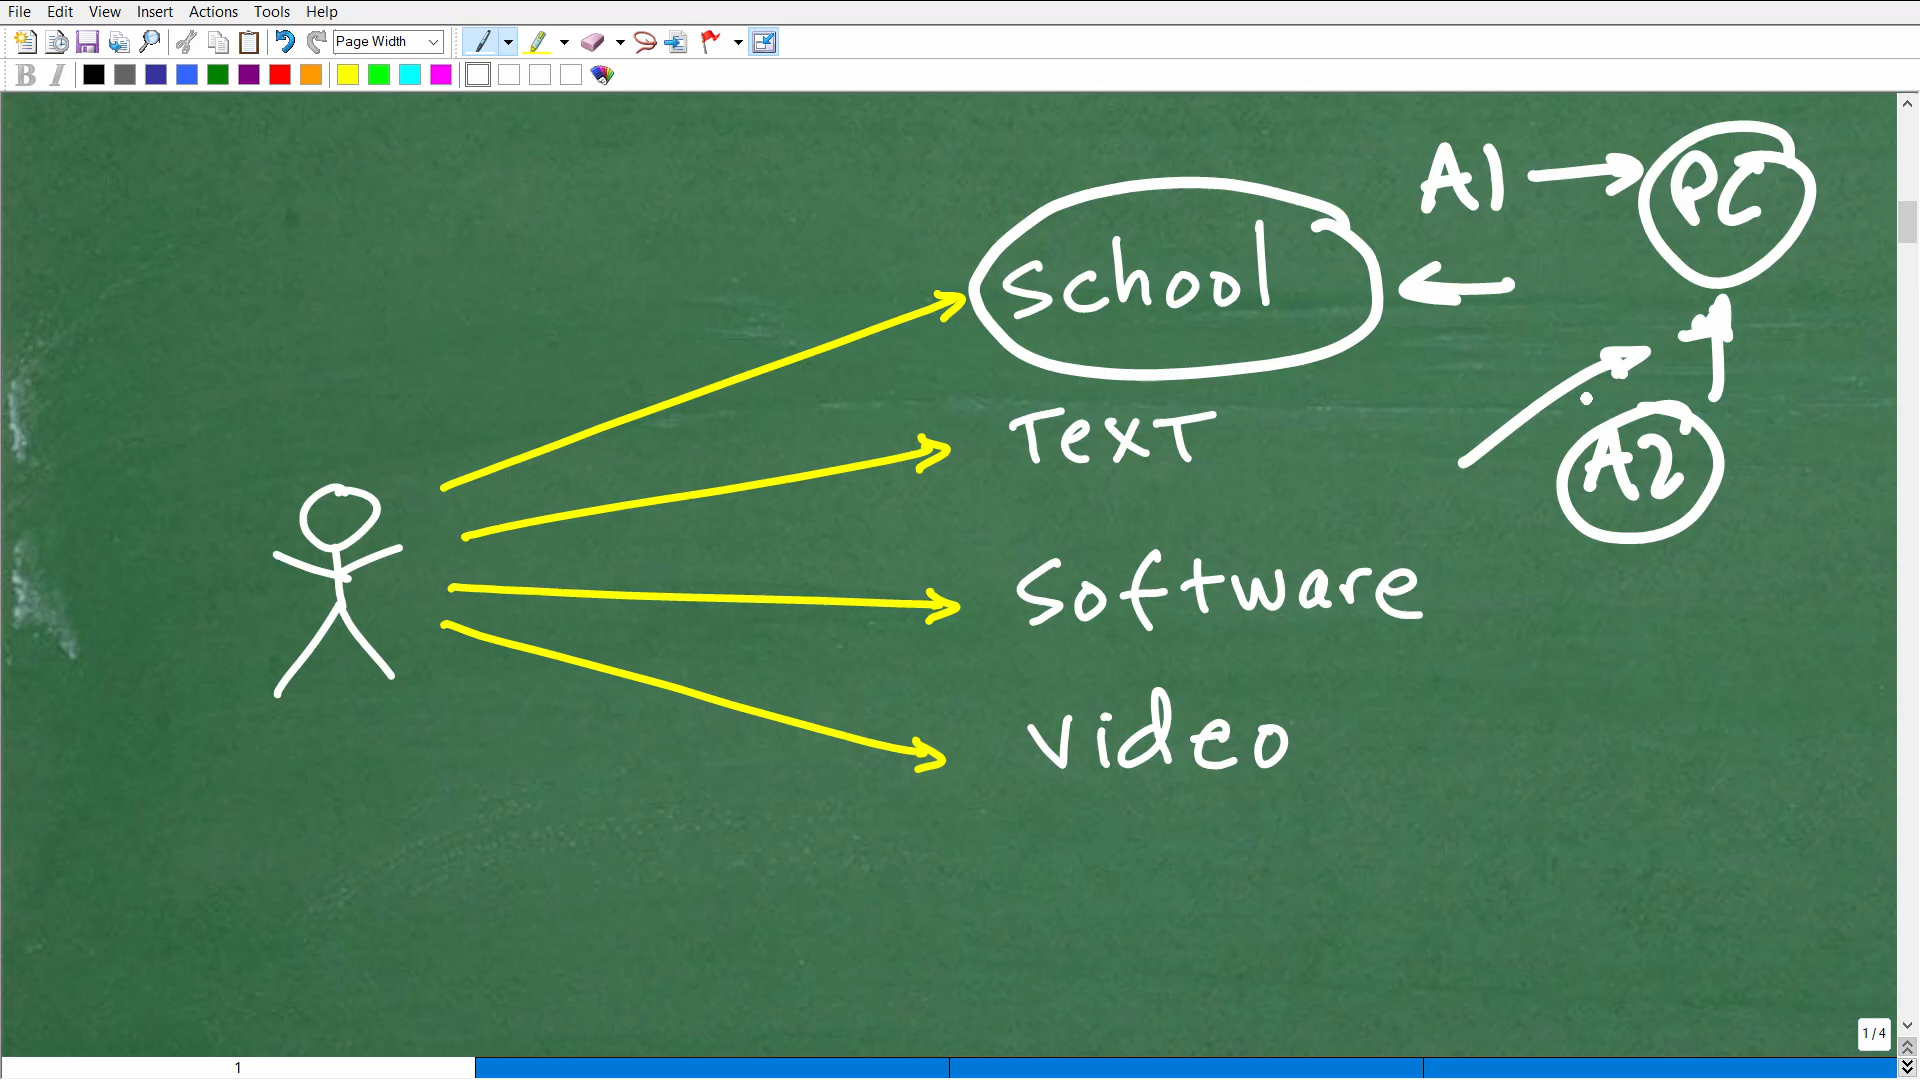 File Edit View Insert Actions Tools Help
Page Width
B I
A1 PC
School
Text
A2
Software
Video
1 / 4
1